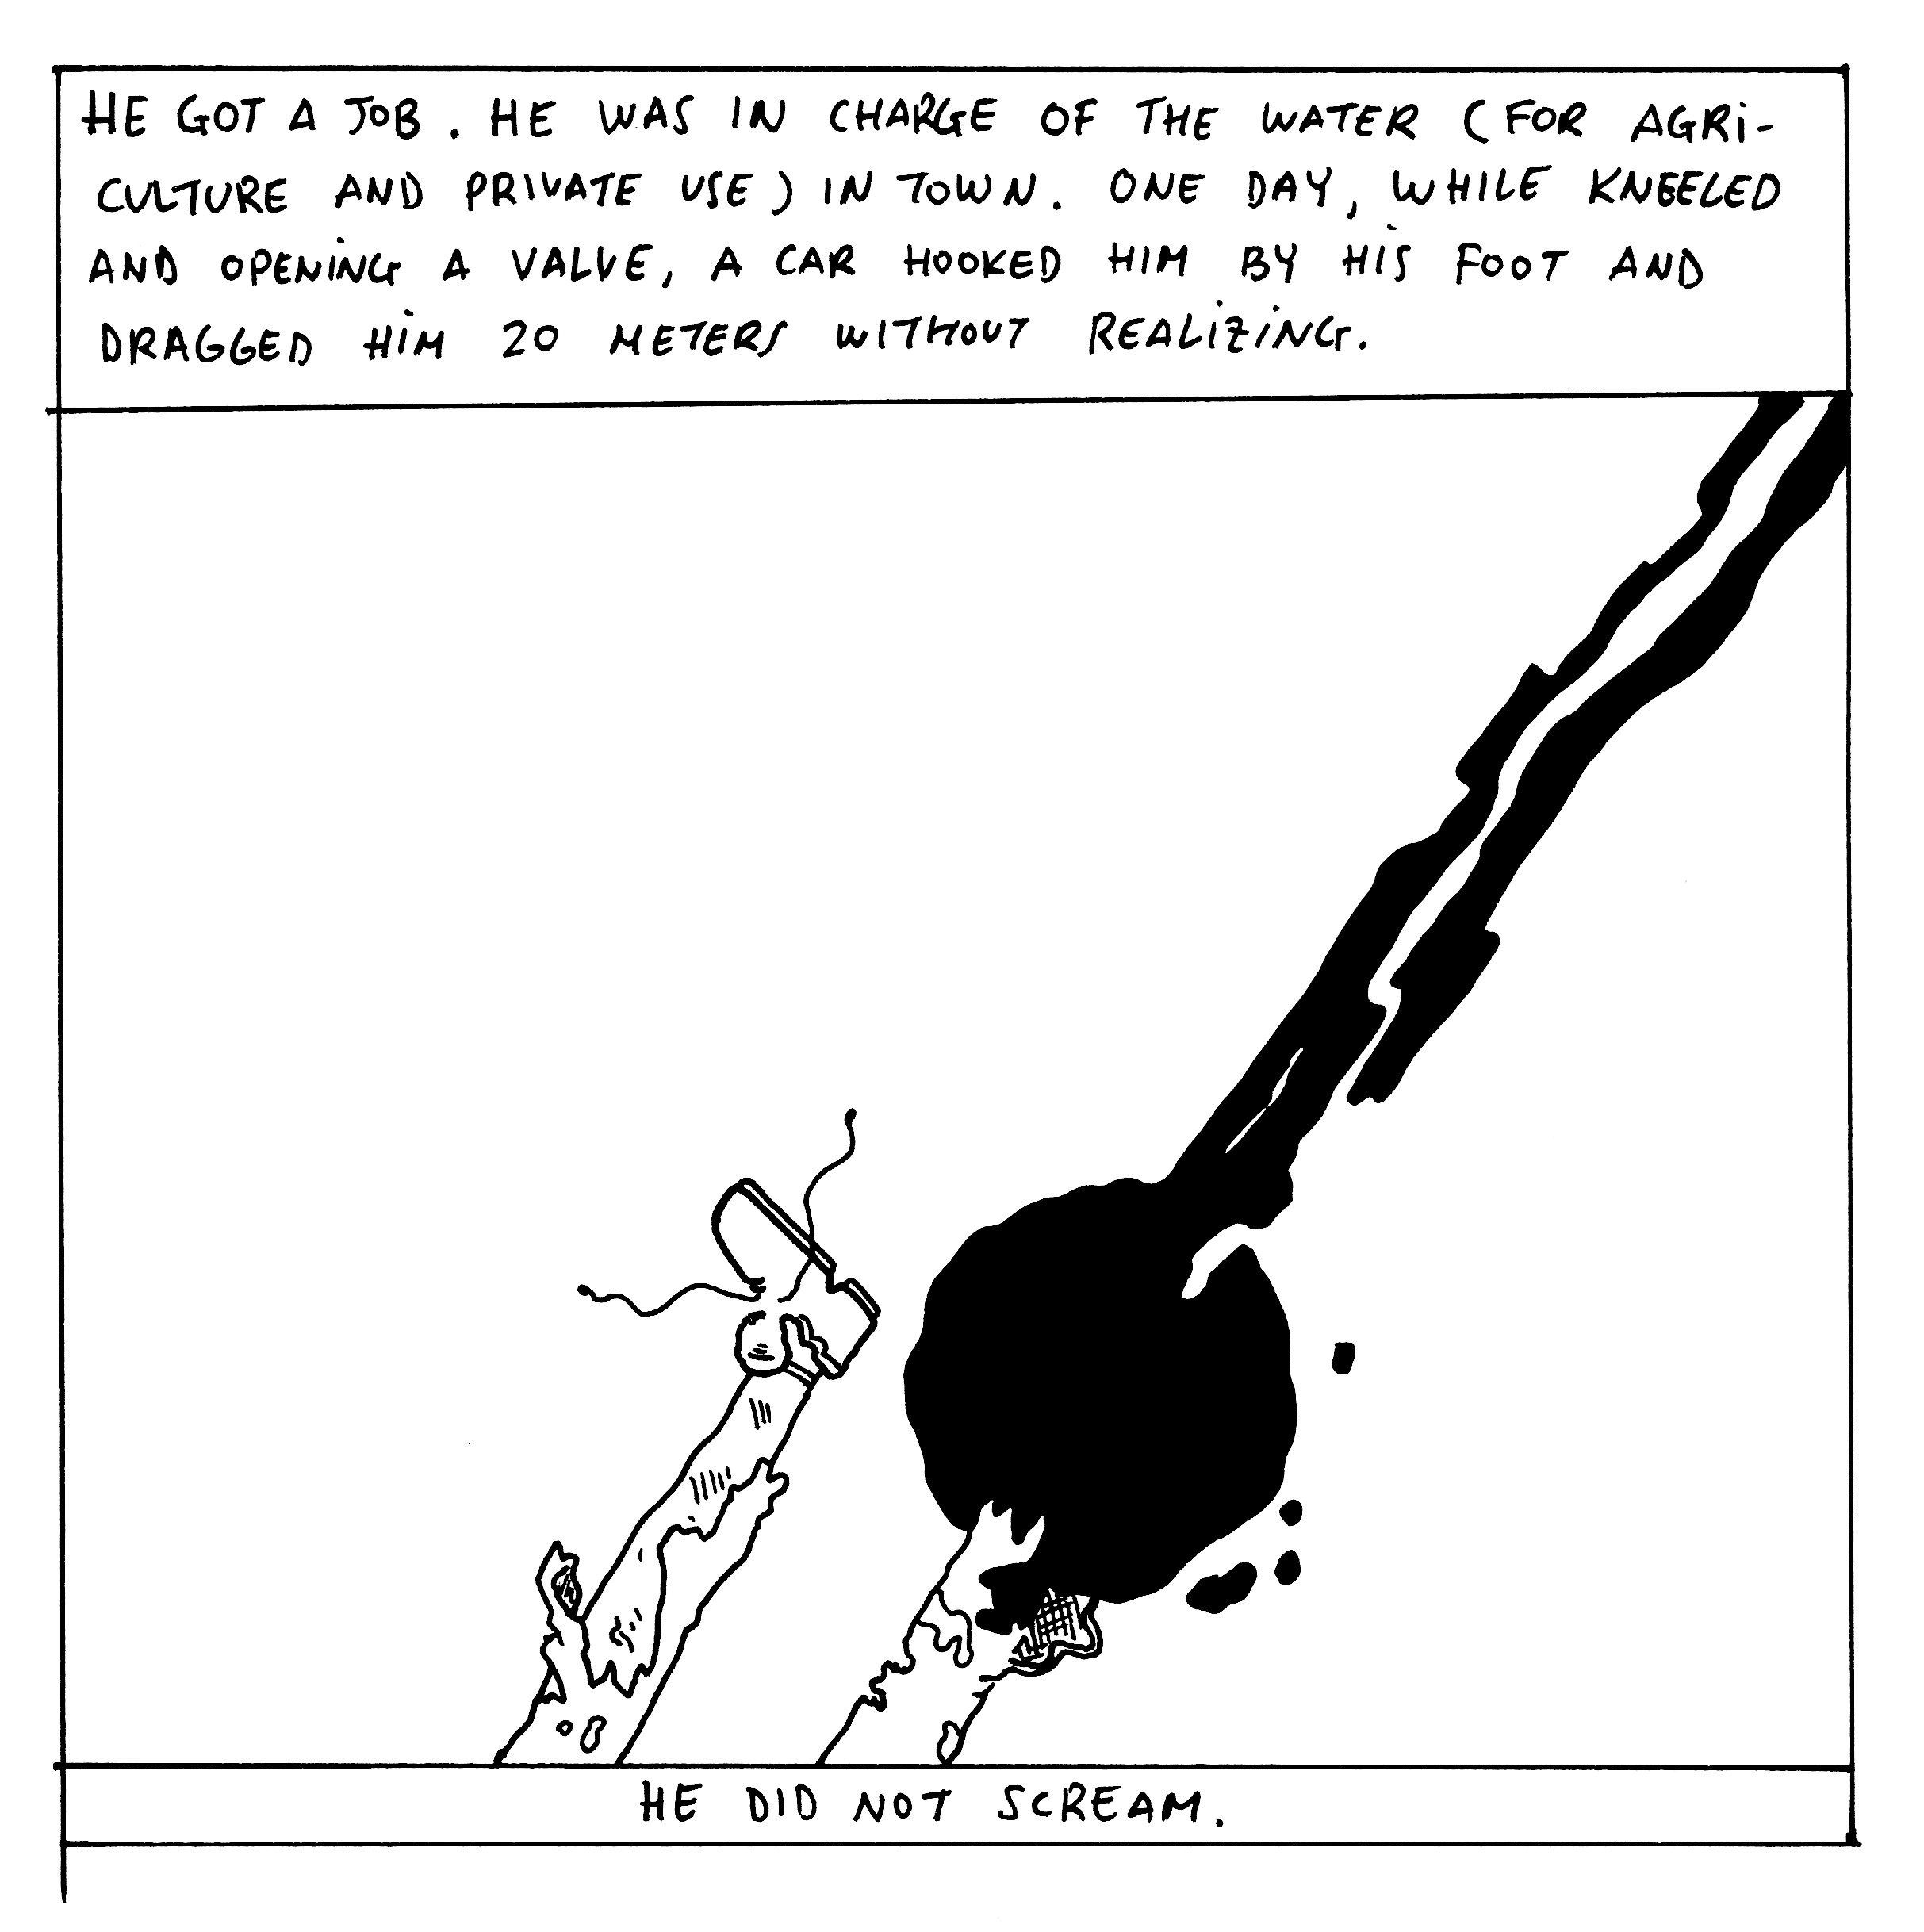 HE GOT A JOB. HE WAS IN CHARGE OF THE WATER (FOR AGRI-
CULTURE AND PRIVATE USE) IN TOWN. ONE DAY, WHILE KNEELED
AND OPENING A VALVE, A CAR HOOKED HIM BY HIS FOOT AND
DRAGGED HIM 20 METERS WITHOUT REALIZING.
HE DID NOT SCREAM.